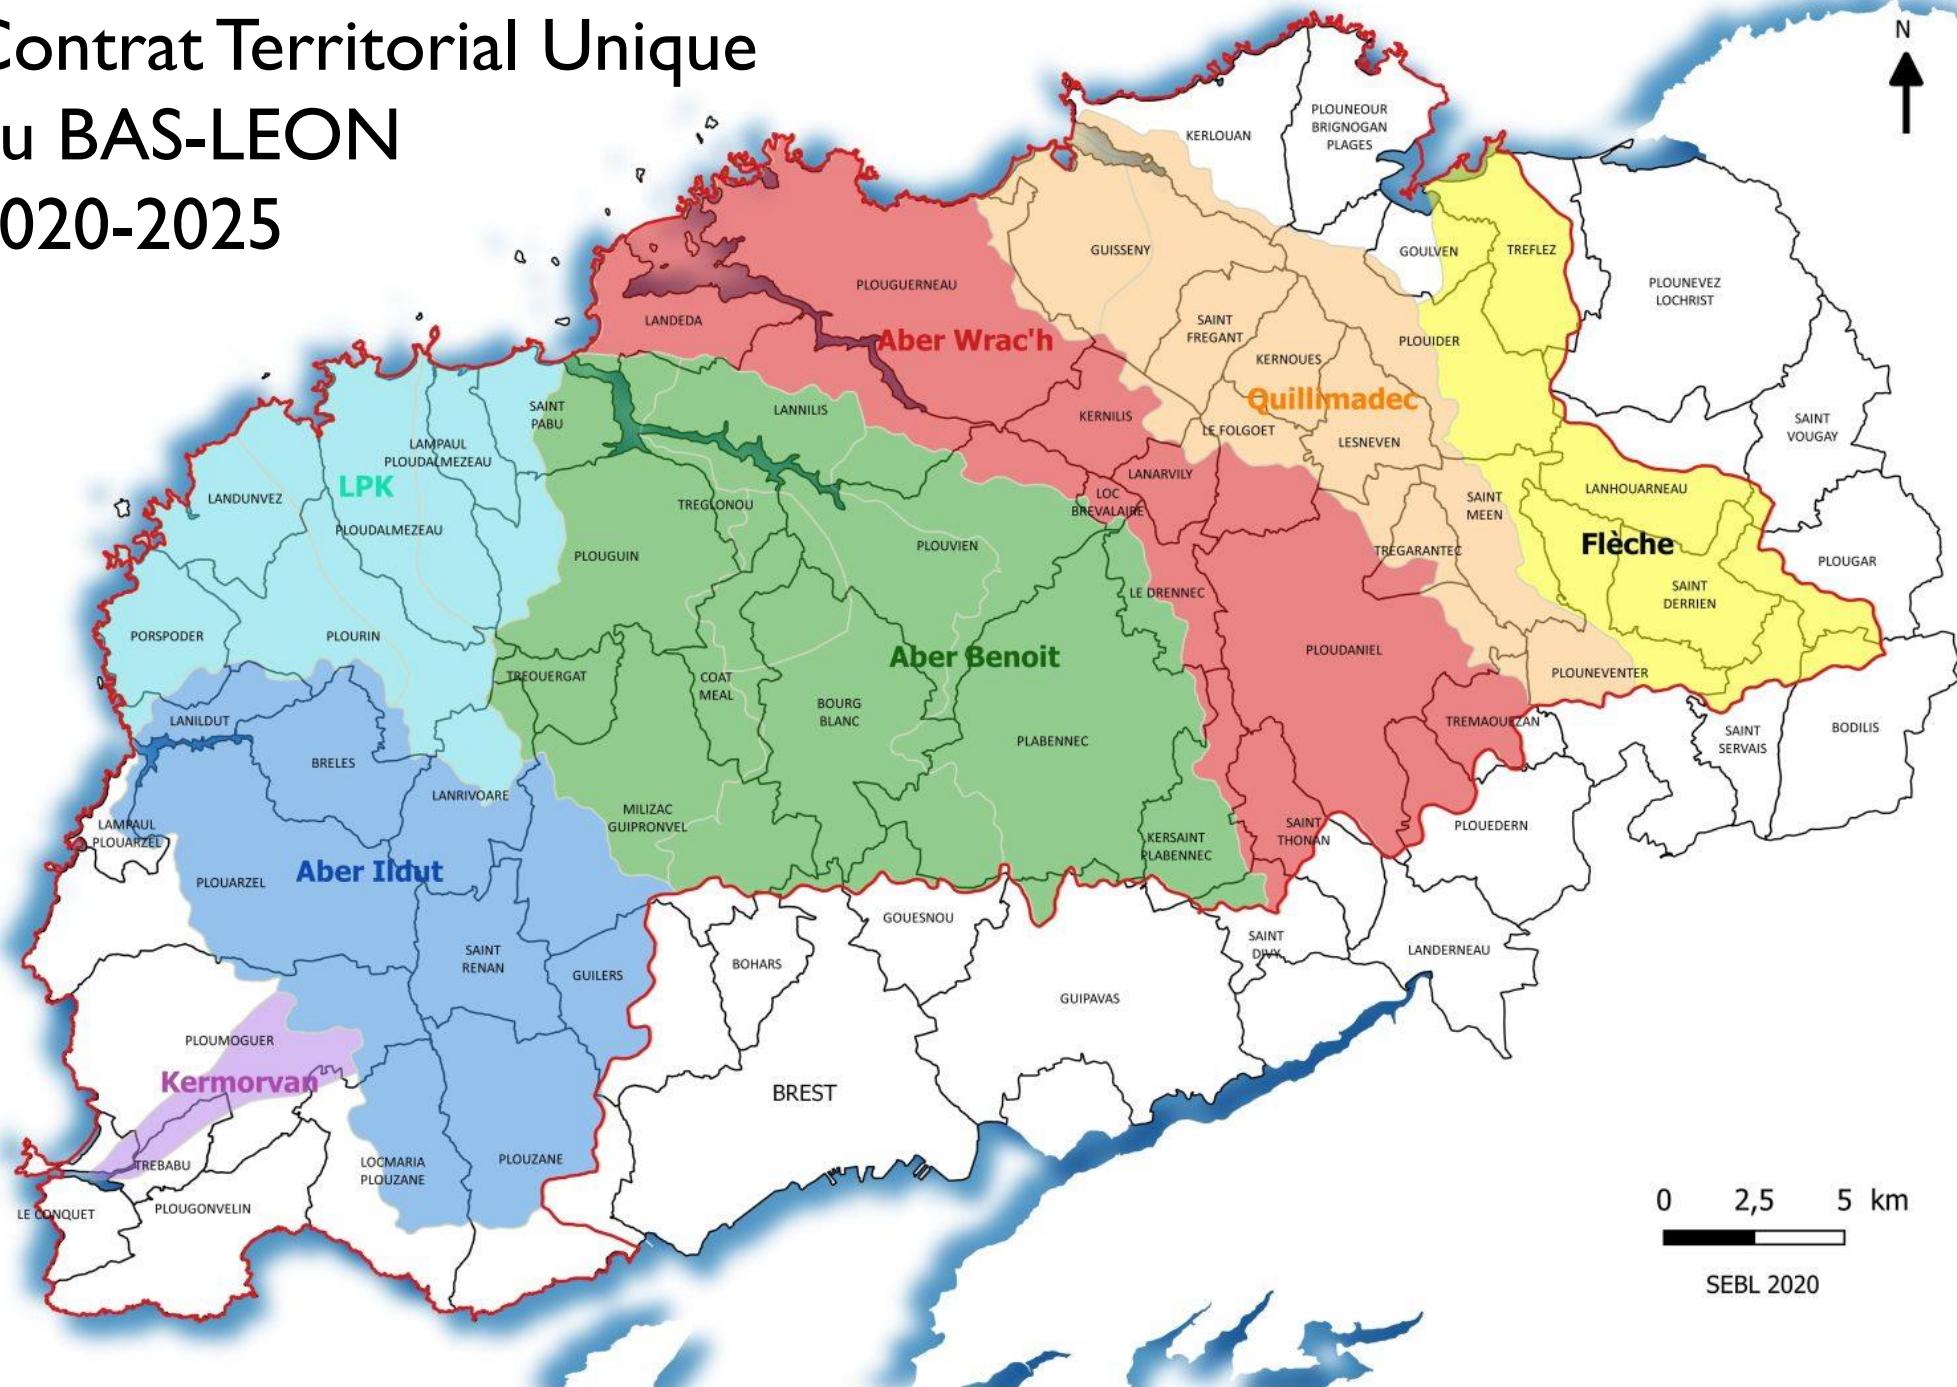 Contrat Territorial Unique
u BAS-LEON
020-2025
N
KERLOUAN
PLOUNEOUR
BRIGNOGAN
PLAGES
GUISSENY
GOULVEN
TREFLEZ
PLOUNEVEZ
LOCHRIST
PLOUGUERNEAU
LANDEDA
Aber Wrac'h
SAINT
FREGANT
KERNOUES
PLOUIDER
Quillimadec
SAINT
PABU
LANNILIS
KERNILIS
LE FOLGOET
LESNEVEN
SAINT
VOUGAY
LAMPAUL
PLOUDALMEZEAU
LPK
LANDUNVEZ
PLOUDALMEZEAU
TREGLONOU
LANARVILY
LOC
BREVALAIRE
SAINT
MEEN
LANHOUARNEAU
Flèche
PLOUGUIN
PLOUVIEN
TREGARANTEC
PLOUGAR
LE DRENNEC
SAINT
DERRIEN
PORSPODER
PLOURIN
Aber Benoit
PLOUDANIEL
TREOUERGAT
COAT
MEAL
BOURG
BLANC
PLOUNEVENTER
LANILDUT
PLABENNEC
TREMAOUEZAN
SAINT
SERVAIS
BODILIS
BRELES
LANRIVOARE
MILIZAC
GUIPRONVEL
LAMPAUL
PLOUARZEL
KERSAINT
PLABENNEC
SAINT
THONAN
PLOUEDERN
PLOUARZEL
Aber Ildut
SAINT
RENAN
GUILERS
BOHARS
GOUESNOU
SAINT
DIVY
LANDERNEAU
GUIPAVAS
PLOUMOGUER
Kermorvan
BREST
TREBABU
LOCMARIA
PLOUZANE
PLOUZANE
LE CONQUET
PLOUGONVELIN
0 2,5 5 km
SEBL 2020